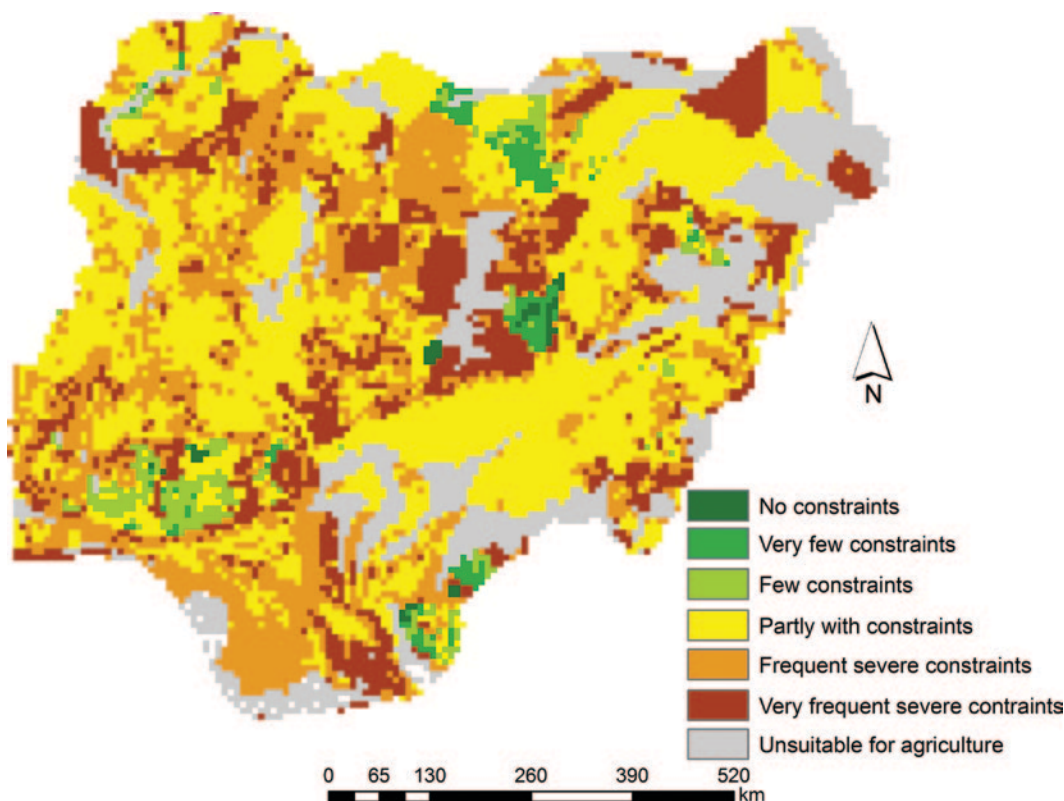 N
No constraints
Very few constraints
Few constraints
Partly with constraints
Frequent severe constraints
Very frequent severe contraints
Unsuitable for agriculture
0 65 130 260 390 520
km